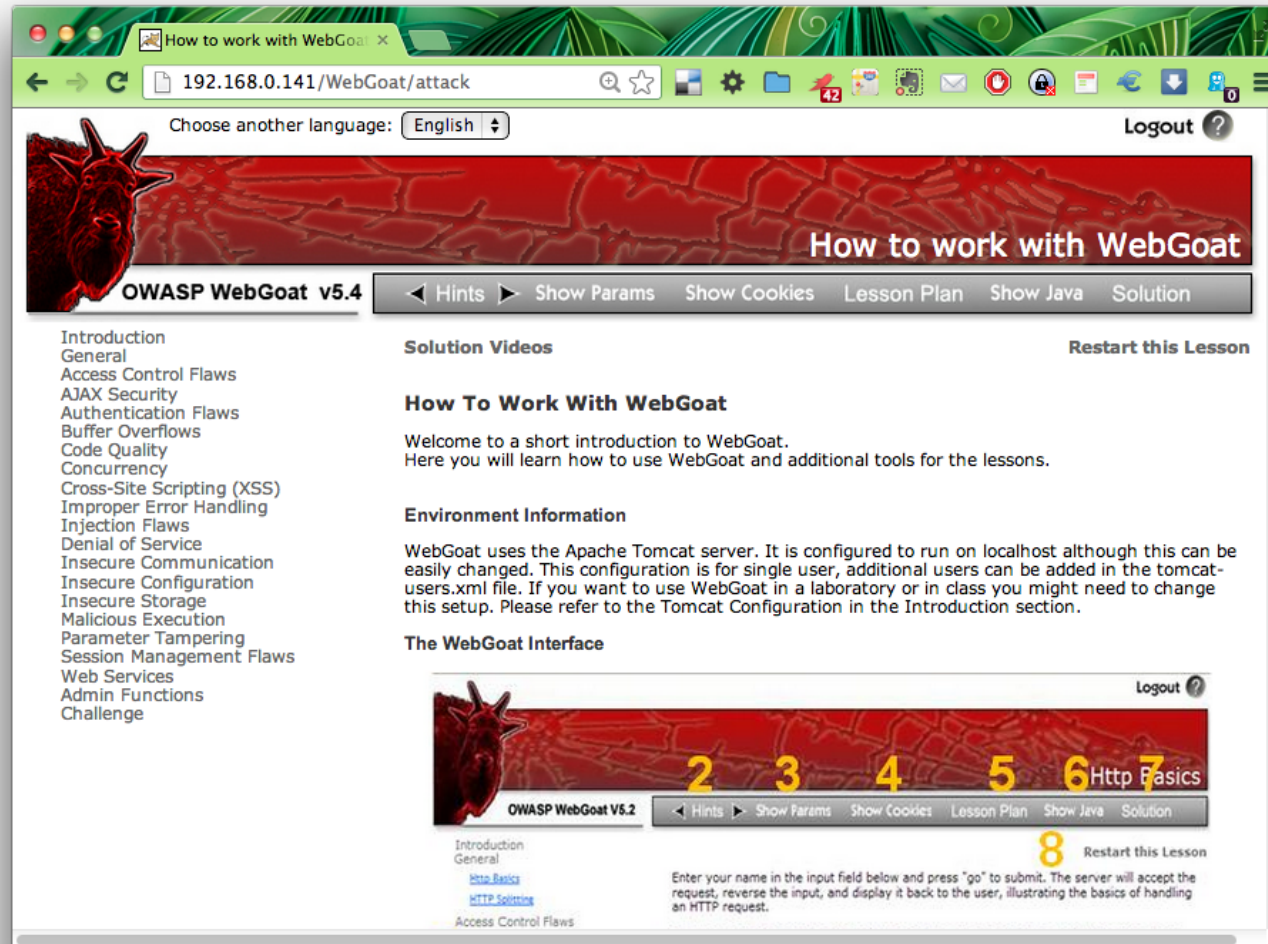 How to work with WebGoat
192.168.0.141/WebGoat/attack
42
0
Choose another language: English
Logout ?
How to work with WebGoat
OWASP WebGoat v5.4
Hints Show Params Show Cookies Lesson Plan Show Java Solution
Introduction
General
Access Control Flaws
AJAX Security
Authentication Flaws
Buffer Overflows
Code Quality
Concurrency
Cross-Site Scripting (XSS)
Improper Error Handling
Injection Flaws
Denial of Service
Insecure Communication
Insecure Configuration
Insecure Storage
Malicious Execution
Parameter Tampering
Session Management Flaws
Web Services
Admin Functions
Challenge
Solution Videos
Restart this Lesson
How To Work With WebGoat
Welcome to a short introduction to WebGoat.
Here you will learn how to use WebGoat and additional tools for the lessons.
Environment Information
WebGoat uses the Apache Tomcat server. It is configured to run on localhost although this can be
easily changed. This configuration is for single user, additional users can be added in the tomcat-
users.xml file. If you want to use WebGoat in a laboratory or in class you might need to change
this setup. Please refer to the Tomcat Configuration in the Introduction section.
The WebGoat Interface
Logout ?
2 3 4 5 6 7
Http Basics
OWASP WebGoat V5.2
Hints Show Params Show Cookies Lesson Plan Show Java Solution
8
Restart this Lesson
Introduction
General
Http Basics
HTTP Splitting
Access Control Flaws
Enter your name in the input field below and press "go" to submit. The server will accept the
request, reverse the input, and display it back to the user, illustrating the basics of handling
an HTTP request.